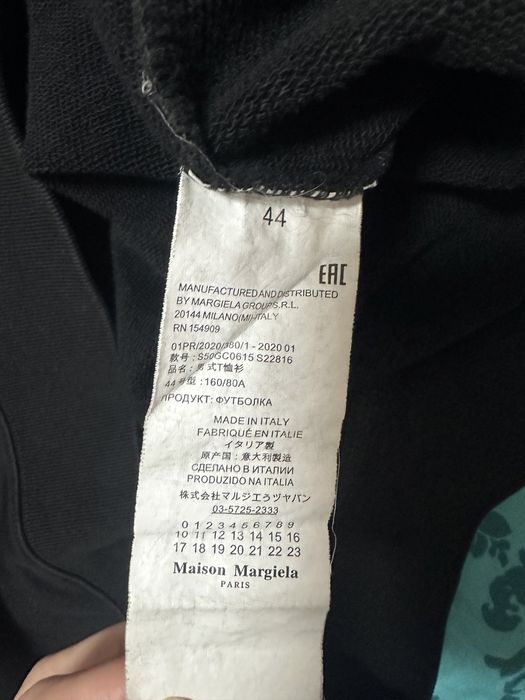 44
EAC
MANUFACTURED AND DISTRIBUTED
BY MARGIELA GROUP S.R.L.
20144 MILANO(MI)-ITALY
RN 154909
01PR/2020/380/1 - 2020 01
款号：S50GC0615 S22816
品名：男式T恤衫
44 号型：160/80A
ПРОДУКТ: ФУТБОЛКА
MADE IN ITALY
FABRIQUÉ EN ITALIE
イタリア製
原产国：意大利製造
СДЕЛАНО В ИТАЛИИ
PRODUZIDO NA ITALIA
株式会社マルジエラヅヤパン
03-5725-2333
0 1 2 3 4 5 6 7 8 9
10 11 12 13 14 15 16
17 18 19 20 21 22 23
Maison Margiela
PARIS